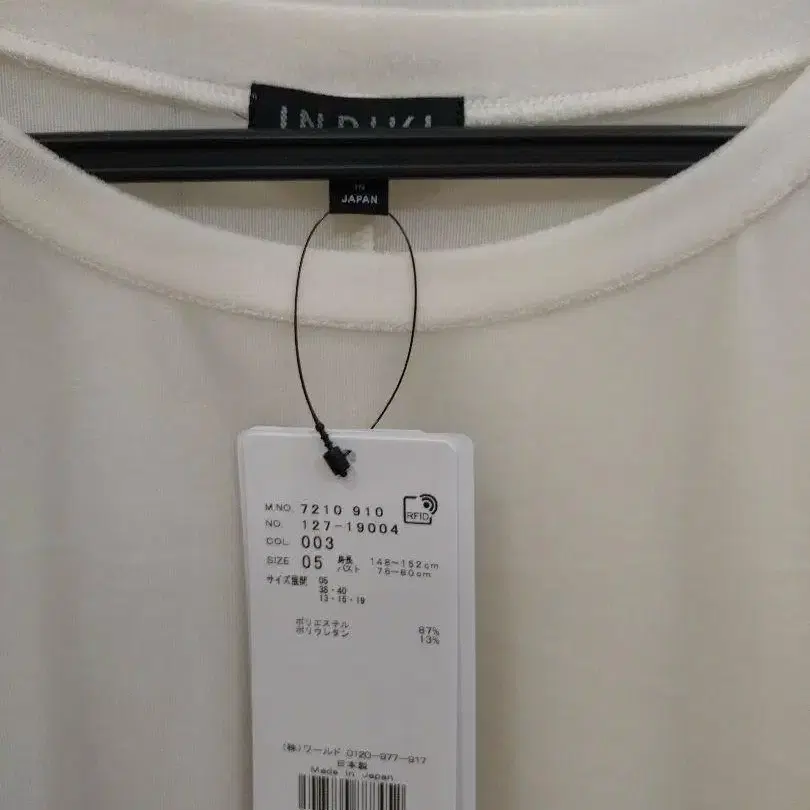 IN
JAPAN
M.NO. 7210 910
RFID
NO. 127-19004
COL. 003
SIZE 05 身長 148~152cm
バスト 76~80cm
サイズ展開 05
38・40
13・15・19
ポリエステル 87%
ポリウレタン 13%
(株)ワールド 0120-977-917
日本製
Made in Japan